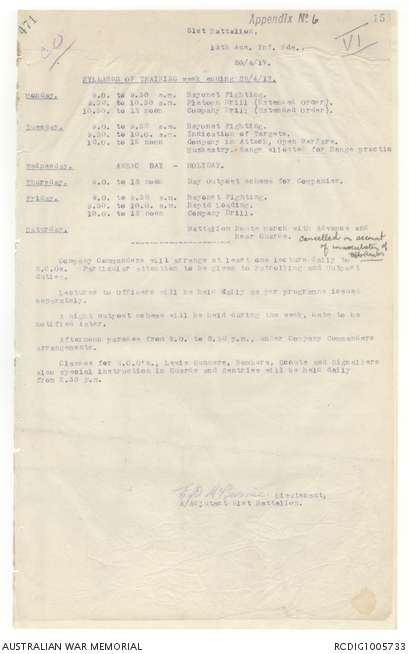 471
Appendix No 6
15
51st Battalion.
13th Aus. Inf. Bde.
VI
20/4/17.
SYLLABUS OF TRAINING week ending 28/4/17.
Monday. 9.0. to 9.30 a.m. Bayonet Fighting.
9.30 to 10.30 a.m. Platoon Drill (Extended Order).
10.30 to 12 noon Company Drill (Extended Order).
Tuesday. 9.0. to 9.30 a.m. Bayonet Fighting.
9.30 to 10.0 a.m. Indication of Targets.
10.0 to 12 noon Company in Attack, Open Warfare.
Musketry. Range allotted for Range practice
Wednesday. ANZAC DAY - HOLIDAY.
Thursday. 9.0 to 12 noon Day Outpost scheme for Companies.
Friday. 9.0 to 9.30 a.m. Bayonet Fighting.
9.30 to 10.0. a.m. Rapid Loading.
10.0. to 12 noon Company Drill.
Saturday. Battalion Route March with Advance and
Rear Guards.
Cancelled on account
of inoculation of
Company Commanders will arrange at least one lecture daily to
N.C.Os. Particular attention to be given to Patrolling and Outpost
duties.
Lectures to Officers will be held daily as per programme issued
separately.
A night Outpost scheme will be held during the week, date to be
notified later.
Afternoon parades from 2.0. to 3.30 p.m., under Company Commanders
arrangements.
Classes for N.C.O's., Lewis Gunners, Bombers, Scouts and Signallers
also special instruction in Guards and Sentries will be held daily
from 2.30 p.m.
Lieutenant,
A/Adjutant 51st Battalion.
AUSTRALIAN WAR MEMORIAL
RCDIG1005733